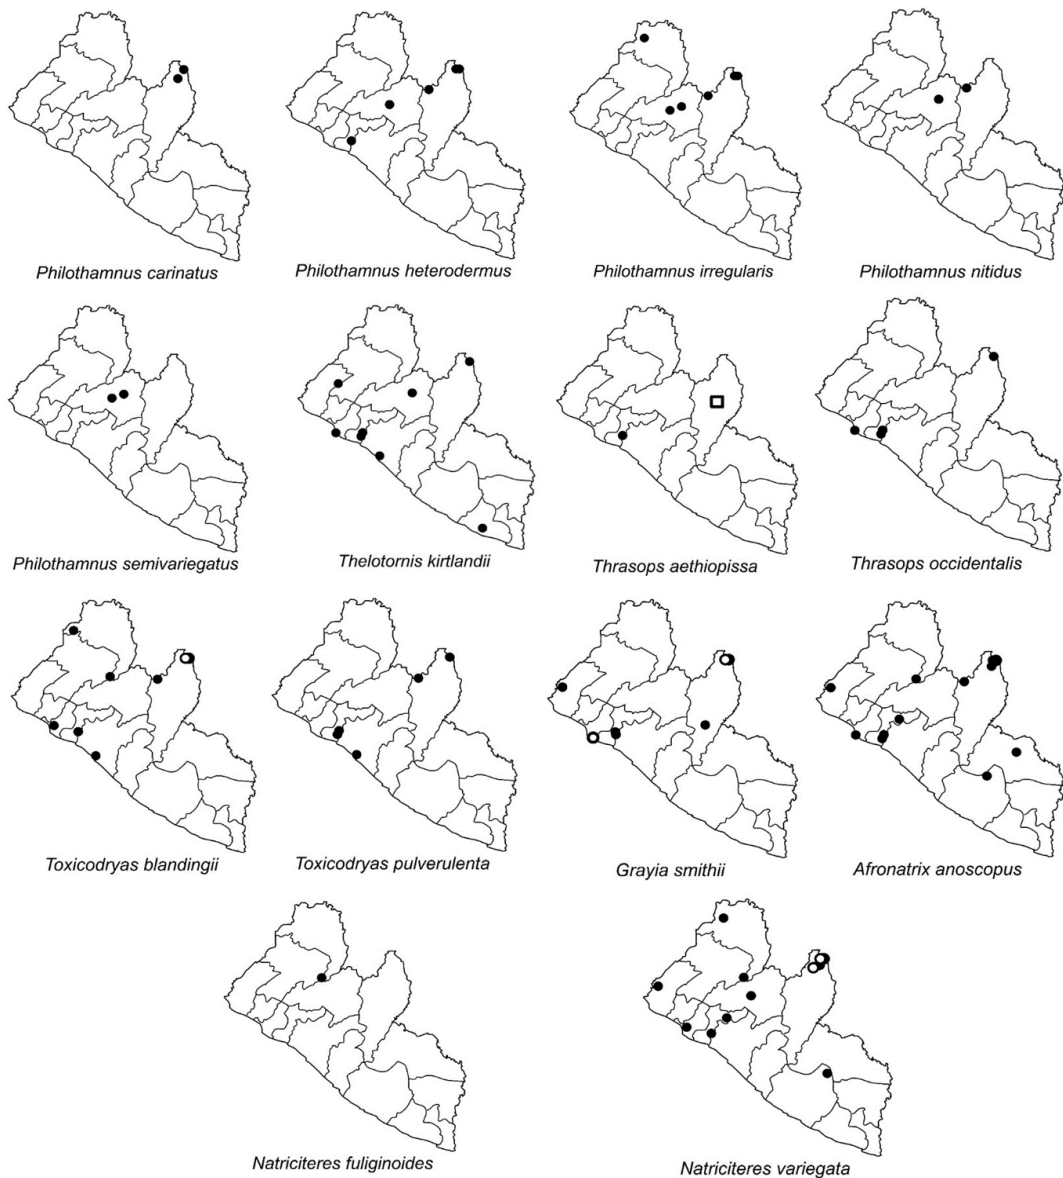 Philothamnus carinatus
Philothamnus heterodermus
Philothamnus irregularis
Philothamnus nitidus
Philothamnus semivariegatus
Thelotornis kirtlandii
Thrasops aethiopissa
Thrasops occidentalis
Toxicodryas blandingii
Toxicodryas pulverulenta
Grayia smithii
Afronatrix anoscopus
Natriciteres fuliginoides
Natriciteres variegata